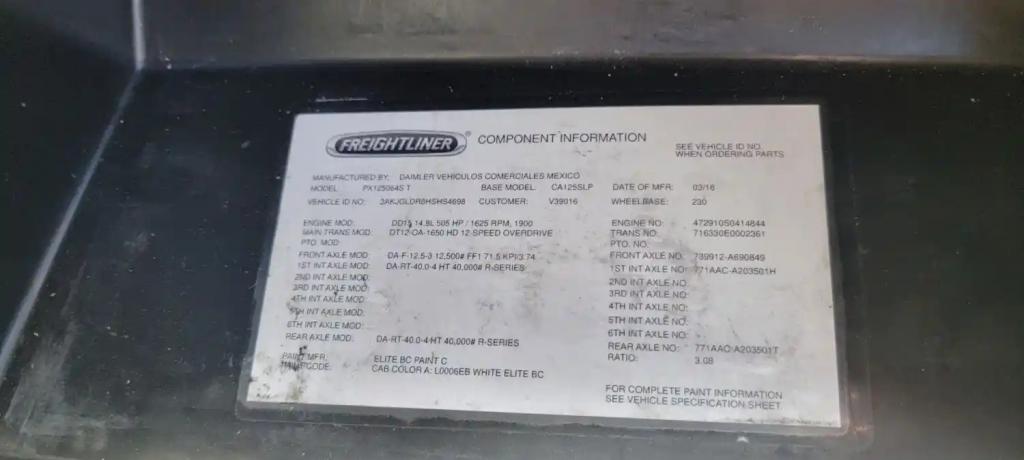 FREIGHTLINER® COMPONENT INFORMATION
SEE VEHICLE ID NO.
WHEN ORDERING PARTS
MANUFACTURED BY: DAIMLER VEHICULOS COMERCIALES MEXICO
MODEL PX125064S T BASE MODEL: CA125SLP DATE OF MFR: 03/16
VEHICLE ID NO: 3AKJGLDR8HSHS4698 CUSTOMER: V39016 WHEELBASE: 230
ENGINE MOD: DD15 14.8L 505 HP / 1625 RPM, 1900 ENGINE NO: 472910S0414844
MAIN TRANS MOD: DT12-OA-1650 HD 12-SPEED OVERDRIVE TRANS NO: 716330E0002361
PTO. MOD: PTO. NO:
FRONT AXLE MOD: DA-F-12.5-3 12,500# FF1 71.5 KPI/3.74 FRONT AXLE NO: 739912-A690849
1ST INT AXLE MOD: DA-RT-40.0-4 HT 40,000# R-SERIES 1ST INT AXLE NO: 771AAC-A203501H
2ND INT AXLE MOD: 2ND INT AXLE NO:
3RD INT AXLE MOD: 3RD INT AXLE NO:
4TH INT AXLE MOD: 4TH INT AXLE NO:
5TH INT AXLE MOD: 5TH INT AXLE NO:
6TH INT AXLE MOD: 6TH INT AXLE NO:
REAR AXLE MOD: DA-RT-40.0-4 HT 40,000# R-SERIES REAR AXLE NO: 771AAC-A203501T
RATIO: 3.08
PAINT MFR: ELITE BC PAINT C
CODE: CAB COLOR A: L0006EB WHITE ELITE BC
FOR COMPLETE PAINT INFORMATION
SEE VEHICLE SPECIFICATION SHEET